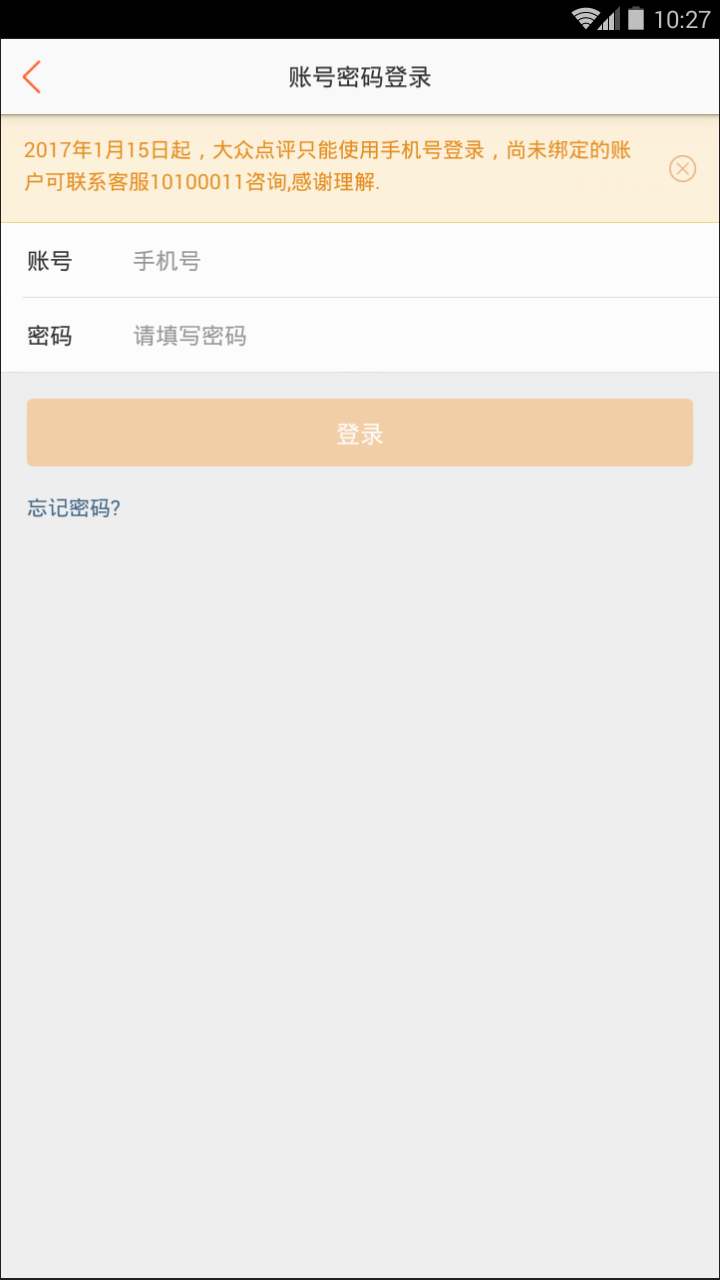 10:27
账号密码登录
2017年1月15日起，大众点评只能使用手机号登录，尚未绑定的账
户可联系客服10100011咨询,感谢理解.
账号 手机号
密码 请填写密码
登录
忘记密码?